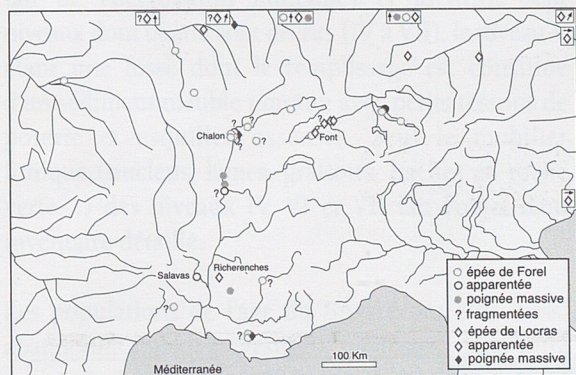 Chalon
Font
Salavas
Richerenches
Méditerranée
100 Km
épée de Forel
apparentée
poignée massive
? fragmentées
épée de Locras
apparentée
poignée massive